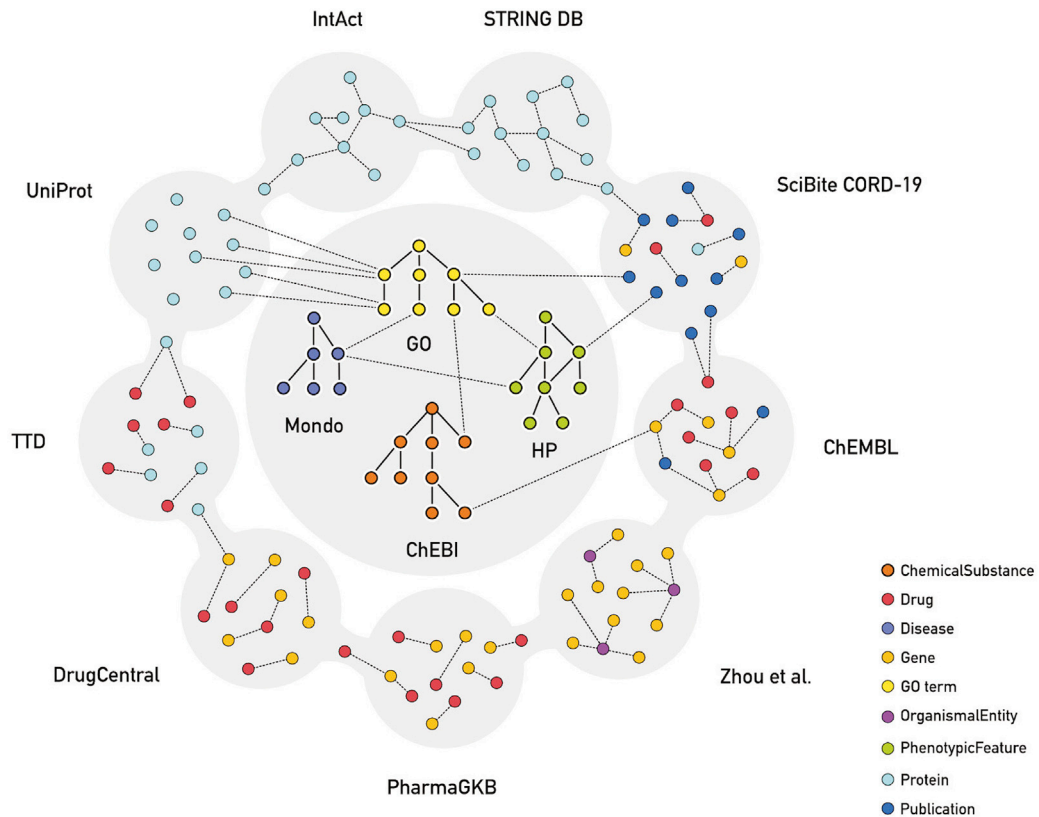 IntAct
STRING DB
UniProt
SciBite CORD-19
GO
Mondo
HP
TTD
ChEMBL
ChEBI
DrugCentral
Zhou et al.
PharmaGKB
ChemicalSubstance
Drug
Disease
Gene
GO term
OrganismalEntity
PhenotypicFeature
Protein
Publication